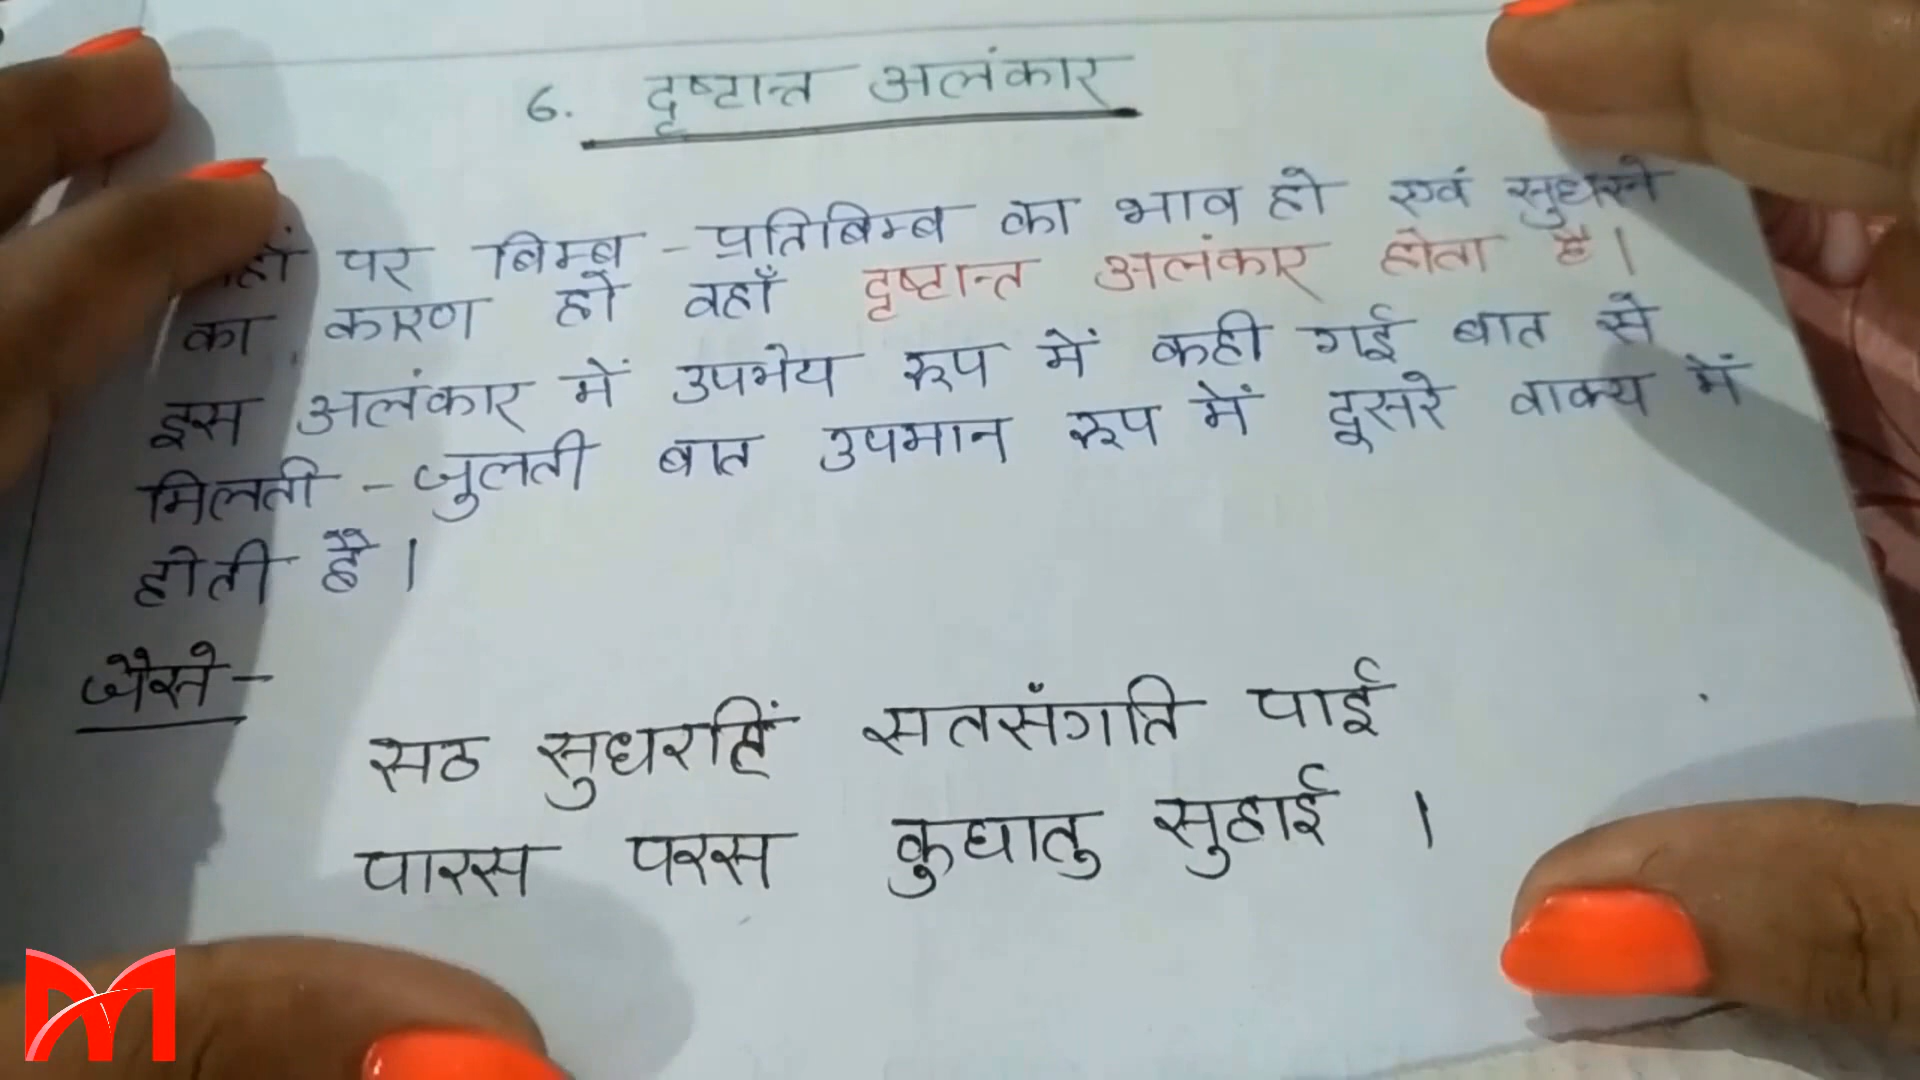 6. दृष्टान्त अलंकार
पर बिम्ब - प्रतिबिम्ब का भाव हो एवं सुधरने
का कारण हो वहाँ दृष्टान्त अलंकार होता है।
इस अलंकार में उपमेय रूप में कही गई बात से
मिलती - जुलती बात उपमान रूप में दूसरे वाक्य में
होती है।
जैसे -
सठ सुधरहिं सतसंगति पाई
पारस परस कुधातु सुहाई ।